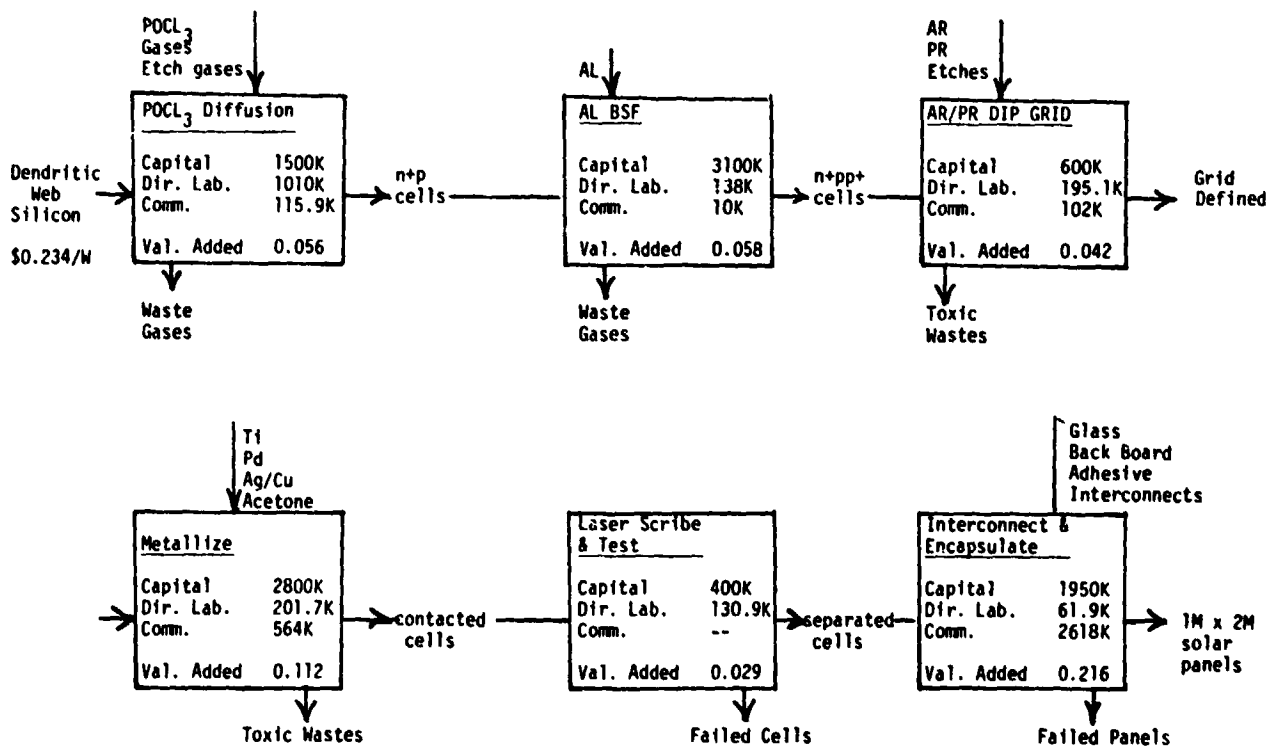 POCL3
Gases
Etch gases
POCL3 Diffusion
Capital 1500K
Dir. Lab. 1010K
Comm. 115.9K
Val. Added 0.056
Dendritic
Web
Silicon
$0.234/W
Waste
Gases
n+p
cells
AL
AL BSF
Capital 3100K
Dir. Lab. 138K
Comm. 10K
Val. Added 0.058
Waste
Gases
n+pp+
cells
AR
PR
Etches
AR/PR DIP GRID
Capital 600K
Dir. Lab. 195.1K
Comm. 102K
Val. Added 0.042
Toxic
Wastes
Grid
Defined
Ti
Pd
Ag/Cu
Acetone
Metallize
Capital 2800K
Dir. Lab. 201.7K
Comm. 564K
Val. Added 0.112
Toxic Wastes
contacted
cells
Laser Scribe
& Test
Capital 400K
Dir. Lab. 130.9K
Comm. --
Val. Added 0.029
Failed Cells
separated
cells
Glass
Back Board
Adhesive
Interconnects
Interconnect &
Encapsulate
Capital 1950K
Dir. Lab. 61.9K
Comm. 2618K
Val. Added 0.216
Failed Panels
1M x 2M
solar
panels